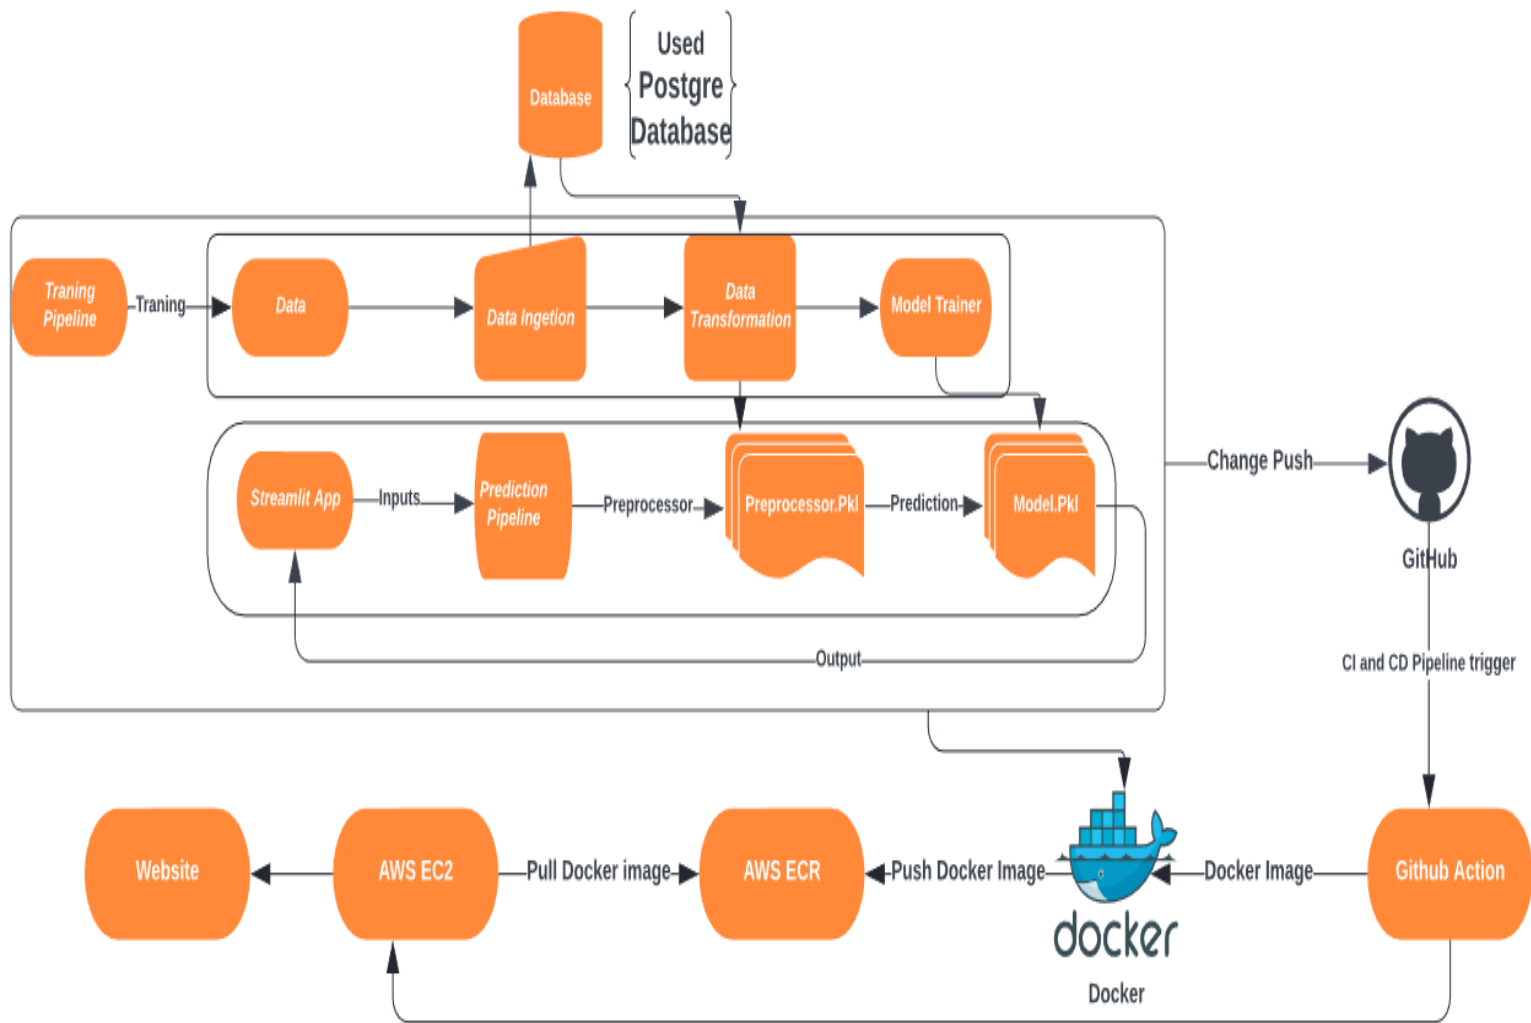 Used
Postgre
Database
Database
Traning
Pipeline
Traning
Data
Data Ingetion
Data
Transformation
Model Trainer
Streamlit App
Inputs
Prediction
Pipeline
Preprocessor
Preprocessor.Pkl
Prediction
Model.Pkl
Output
Change Push
GitHub
CI and CD Pipeline trigger
Website
AWS EC2
Pull Docker image
AWS ECR
Push Docker Image
docker
Docker
Docker Image
Github Action